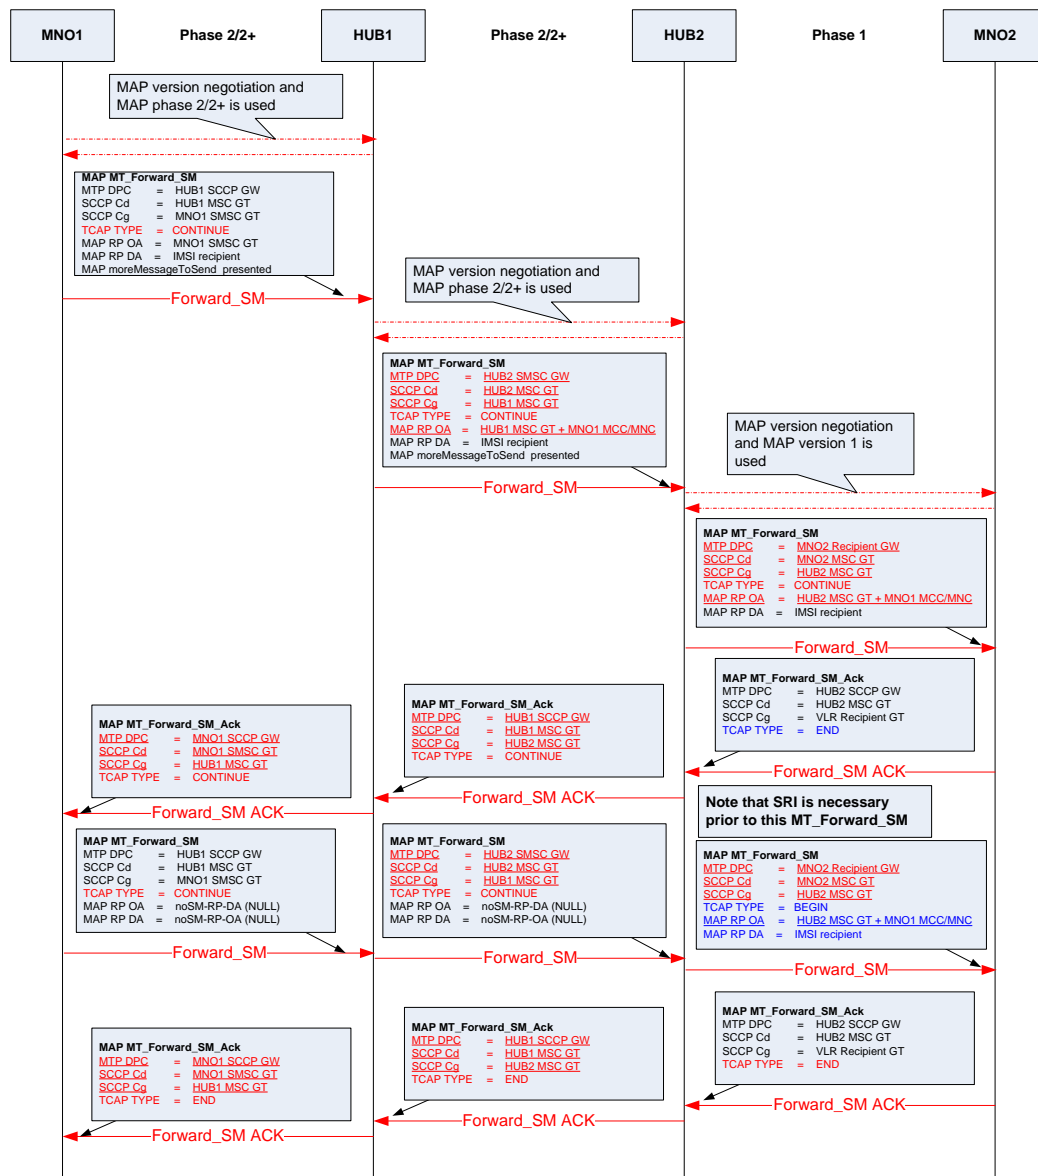 MNO1
Phase 2/2+
HUB1
Phase 2/2+
HUB2
Phase 1
MNO2
MAP version negotiation and
MAP phase 2/2+ is used
MAP MT_Forward_SM
MTP DPC = HUB1 SCCP GW
SCCP Cd = HUB1 MSC GT
SCCP Cg = MNO1 SMSC GT
TCAP TYPE = CONTINUE
MAP RP OA = MNO1 SMSC GT
MAP RP DA = IMSI recipient
MAP moreMessageToSend presented
Forward_SM
MAP version negotiation and
MAP phase 2/2+ is used
MAP MT_Forward_SM
MTP DPC = HUB2 SMSC GW
SCCP Cd = HUB2 MSC GT
SCCP Cg = HUB1 MSC GT
TCAP TYPE = CONTINUE
MAP RP OA = HUB1 MSC GT + MNO1 MCC/MNC
MAP RP DA = IMSI recipient
MAP moreMessageToSend presented
Forward_SM
MAP version negotiation
and MAP version 1 is
used
MAP MT_Forward_SM
MTP DPC = MNO2 Recipient GW
SCCP Cd = MNO2 MSC GT
SCCP Cg = HUB2 MSC GT
TCAP TYPE = CONTINUE
MAP RP OA = HUB2 MSC GT + MNO1 MCC/MNC
MAP RP DA = IMSI recipient
Forward_SM
MAP MT_Forward_SM_Ack
MTP DPC = HUB2 SCCP GW
SCCP Cd = HUB2 MSC GT
SCCP Cg = VLR Recipient GT
TCAP TYPE = END
Forward_SM ACK
MAP MT_Forward_SM_Ack
MTP DPC = HUB1 SCCP GW
SCCP Cd = HUB1 MSC GT
SCCP Cg = HUB2 MSC GT
TCAP TYPE = CONTINUE
Forward_SM ACK
MAP MT_Forward_SM_Ack
MTP DPC = MNO1 SCCP GW
SCCP Cd = MNO1 SMSC GT
SCCP Cg = HUB1 MSC GT
TCAP TYPE = CONTINUE
Forward_SM ACK
Note that SRI is necessary
prior to this MT_Forward_SM
MAP MT_Forward_SM
MTP DPC = HUB1 SCCP GW
SCCP Cd = HUB1 MSC GT
SCCP Cg = MNO1 SMSC GT
TCAP TYPE = CONTINUE
MAP RP OA = noSM-RP-DA (NULL)
MAP RP DA = noSM-RP-OA (NULL)
Forward_SM
MAP MT_Forward_SM
MTP DPC = HUB2 SMSC GW
SCCP Cd = HUB2 MSC GT
SCCP Cg = HUB1 MSC GT
TCAP TYPE = CONTINUE
MAP RP OA = noSM-RP-DA (NULL)
MAP RP DA = noSM-RP-OA (NULL)
Forward_SM
MAP MT_Forward_SM
MTP DPC = MNO2 Recipient GW
SCCP Cd = MNO2 MSC GT
SCCP Cg = HUB2 MSC GT
TCAP TYPE = BEGIN
MAP RP OA = HUB2 MSC GT + MNO1 MCC/MNC
MAP RP DA = IMSI recipient
Forward_SM
MAP MT_Forward_SM_Ack
MTP DPC = HUB2 SCCP GW
SCCP Cd = HUB2 MSC GT
SCCP Cg = VLR Recipient GT
TCAP TYPE = END
Forward_SM ACK
MAP MT_Forward_SM_Ack
MTP DPC = HUB1 SCCP GW
SCCP Cd = HUB1 MSC GT
SCCP Cg = HUB2 MSC GT
TCAP TYPE = END
Forward_SM ACK
MAP MT_Forward_SM_Ack
MTP DPC = MNO1 SCCP GW
SCCP Cd = MNO1 SMSC GT
SCCP Cg = HUB1 MSC GT
TCAP TYPE = END
Forward_SM ACK